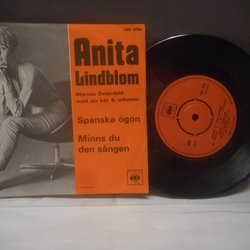 Anita
Lindblom
Marcus Österdahl
med sin kör & orkester
Spanska ögon
Minns du
den sången
CBS